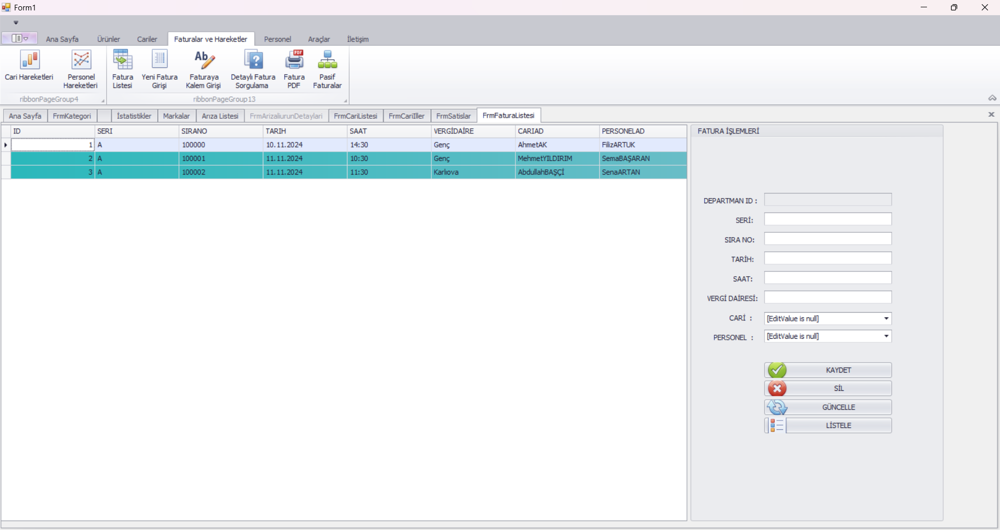 Form1
Ana Sayfa Ürünler Cariler Faturalar ve Hareketler Personel Araçlar İletişim
Cari Hareketleri
Personel
Hareketleri
Fatura
Listesi
Yeni Fatura
Girişi
Faturaya
Kalem Girişi
Detaylı Fatura
Sorgulama
Fatura
PDF
Pasif
Faturalar
ribbonPageGroup4 ribbonPageGroup13
Ana Sayfa FrmKategori İstatistikler Markalar Arıza Listesi FrmArizaliurunDetaylari FrmCariListesi FrmCariIller FrmSatislar FrmFaturaListesi
ID SERI SIRANO TARIH SAAT VERGİDAİRE CARIAD PERSONELAD
1 A 100000 10.11.2024 14:30 Genç AhmetAK FilizARTUK
2 A 100001 11.11.2024 10:30 Genç MehmetYILDIRIM SemaBAŞARAN
3 A 100002 11.11.2024 11:30 Karlıova AbdullahBAŞÇİ SenaARTAN
FATURA İŞLEMLERİ
DEPARTMAN ID :
SERİ:
SIRA NO:
TARİH:
SAAT:
VERGİ DAİRESİ:
CARİ : [EditValue is null]
PERSONEL : [EditValue is null]
KAYDET
SİL
GÜNCELLE
LİSTELE